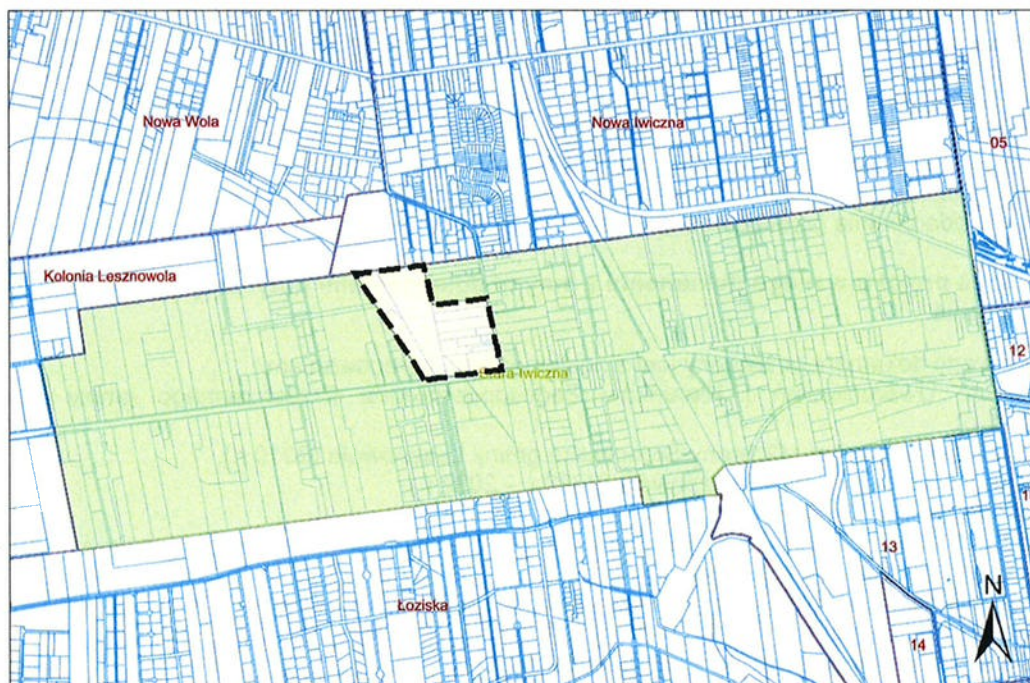 Nowa Wola
Nowa Iwiczna
05
Kolonia Lesznowola
12
Stara Iwiczna
13
N
Łoziska
14